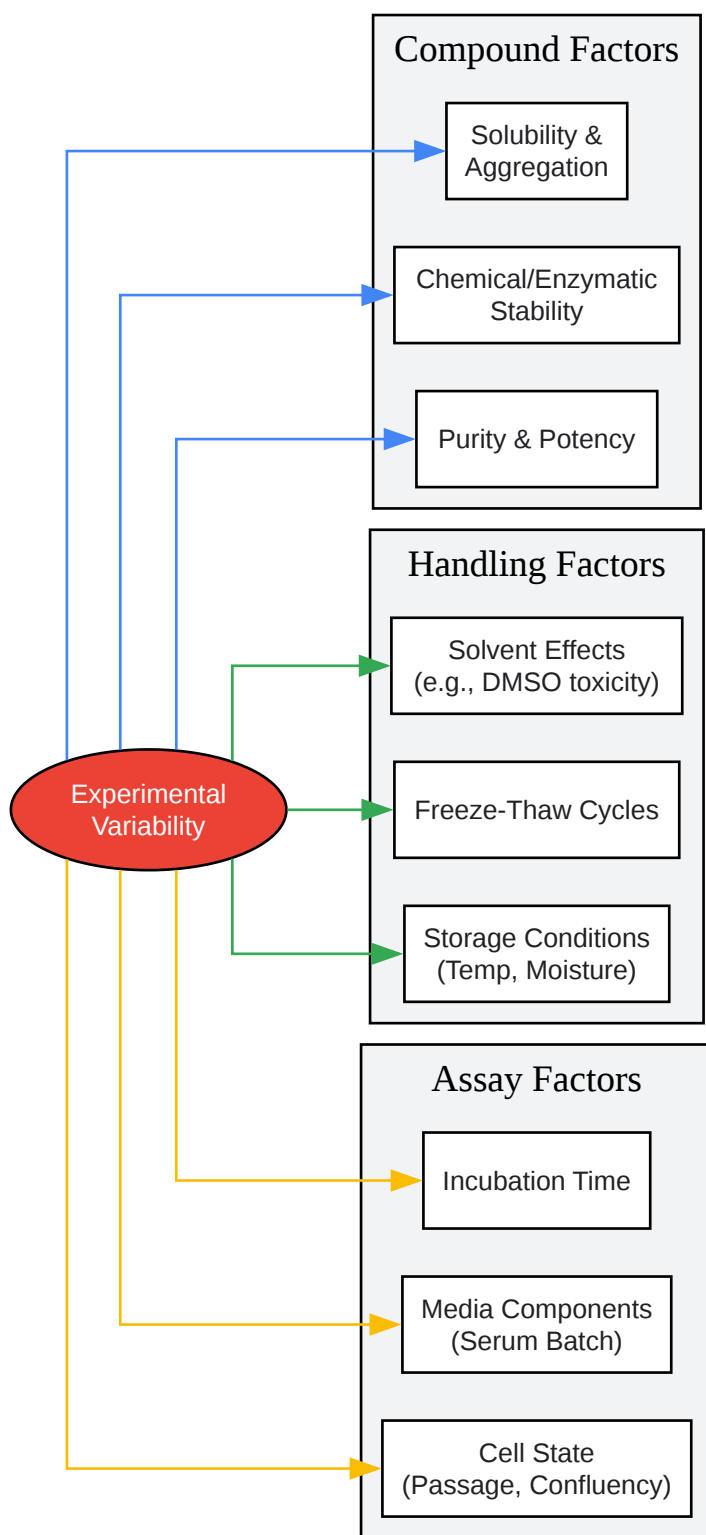 Compound Factors
Solubility &
Aggregation
Chemical/Enzymatic
Stability
Purity & Potency
Handling Factors
Solvent Effects
(e.g., DMSO toxicity)
Experimental
Variability
Freeze-Thaw Cycles
Storage Conditions
(Temp, Moisture)
Assay Factors
Incubation Time
Media Components
(Serum Batch)
Cell State
(Passage, Confluency)